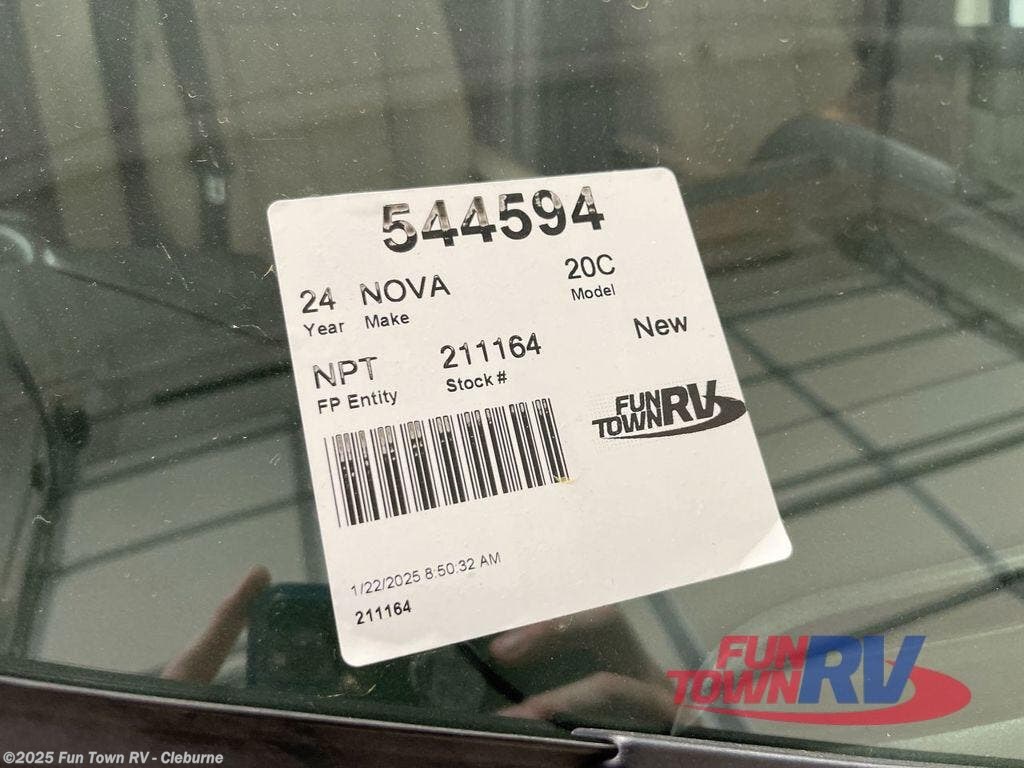 544594
24 NOVA 20C
Year Make Model
NPT 211164 New
FP Entity Stock #
FUN TOWN RV
1/22/2025 8:50:32 AM
211164
FUN TOWN RV
©2025 Fun Town RV - Cleburne